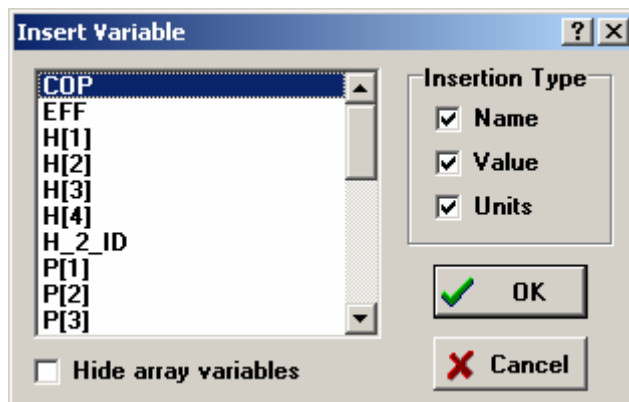 Insert Variable
COP
EFF
H[1]
H[2]
H[3]
H[4]
H_2_ID
P[1]
P[2]
P[3]
Hide array variables
Insertion Type
Name
Value
Units
OK
Cancel